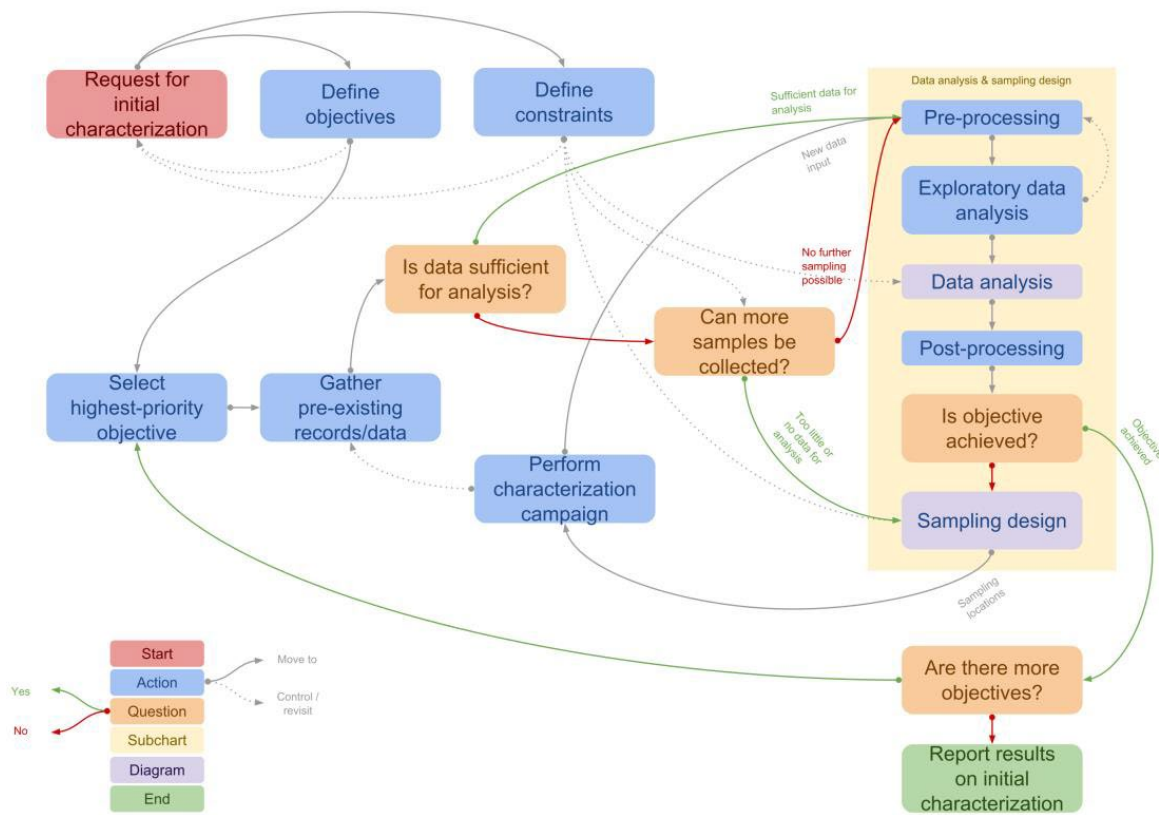 Request for
initial
characterization
Define
objectives
Define
constraints
Data analysis & sampling design
Sufficient data for
analysis
Pre-processing
New data
input
Exploratory data
analysis
Is data sufficient
for analysis?
No further
sampling
possible
Data analysis
Can more
samples be
collected?
Post-processing
Select
highest-priority
objective
Gather
pre-existing
records/data
Is objective
achieved?
Objective
achieved
Too little or
no data for
analysis
Perform
characterization
campaign
Sampling design
Sampling
locations
Start
Action
Question
Subchart
Diagram
End
Move to
Control /
revisit
Yes
No
Are there more
objectives?
Report results
on initial
characterization